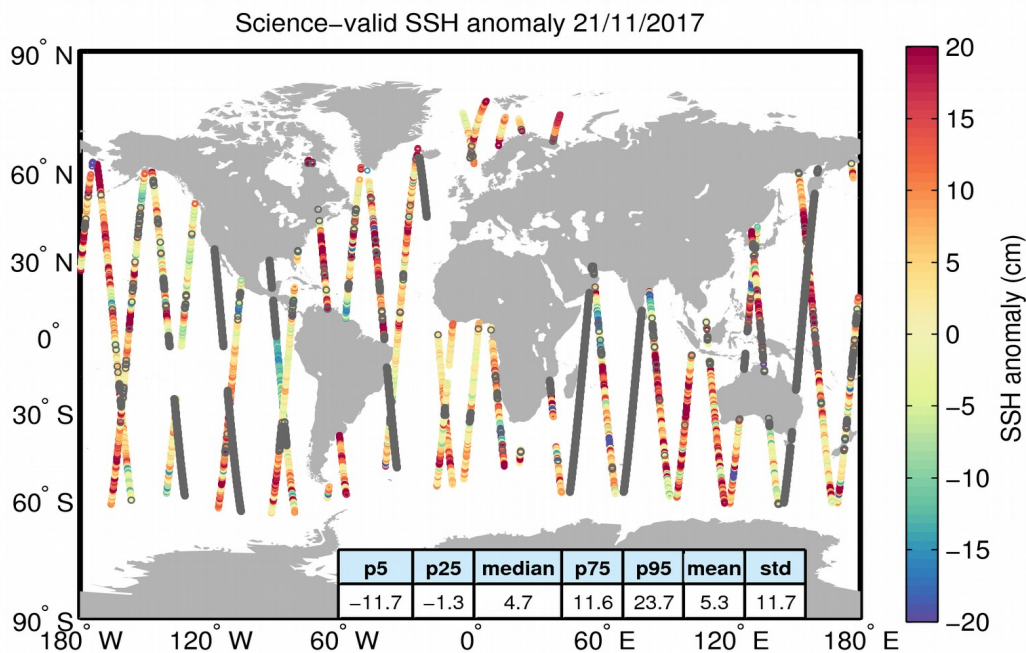 Science−valid SSH anomaly 21/11/2017
90° N
60° N
30° N
0°
30° S
60° S
90° S
180° W
120° W
60° W
0°
60° E
120° E
180° E
p5 p25 median p75 p95 mean std
−11.7 −1.3 4.7 11.6 23.7 5.3 11.7
20
15
10
5
0
−5
−10
−15
−20
SSH anomaly (cm)